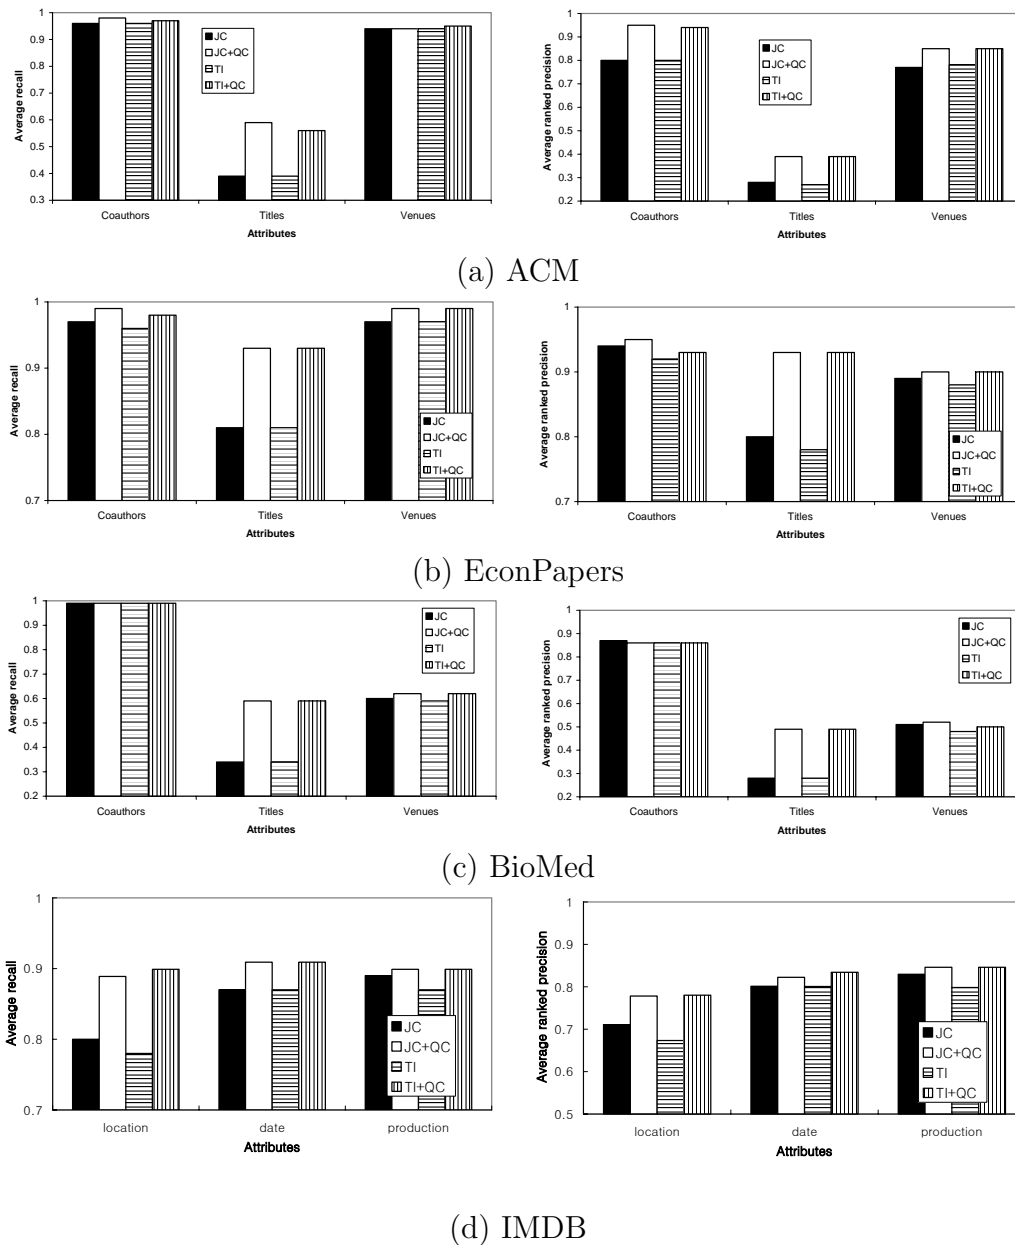 Average recall
1
0.9
0.8
0.7
0.6
0.5
0.4
0.3
JC
JC+QC
TI
TI+QC
Coauthors Titles Venues
Attributes
Average ranked precision
1
0.9
0.8
0.7
0.6
0.5
0.4
0.3
0.2
JC
JC+QC
TI
TI+QC
Coauthors Titles Venues
Attributes
(a) ACM
Average recall
1
0.9
0.8
0.7
JC
JC+QC
TI
TI+QC
Coauthors Titles Venues
Attributes
Average ranked precision
1
0.9
0.8
0.7
JC
JC+QC
TI
TI+QC
Coauthors Titles Venues
Attributes
(b) EconPapers
Average recall
1
0.9
0.8
0.7
0.6
0.5
0.4
0.3
0.2
JC
JC+QC
TI
TI+QC
Coauthors Titles Venues
Attributes
Average ranked precision
1
0.9
0.8
0.7
0.6
0.5
0.4
0.3
0.2
JC
JC+QC
TI
TI+QC
Coauthors Titles Venues
Attributes
(c) BioMed
Average recall
1
0.9
0.8
0.7
JC
JC+QC
TI
TI+QC
location date production
Attributes
Average ranked precision
1
0.9
0.8
0.7
0.6
0.5
JC
JC+QC
TI
TI+QC
location date production
Attributes
(d) IMDB